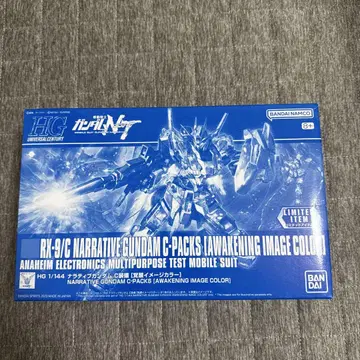 HG
UNIVERSAL CENTURY
ガンダムNT
BANDAI NAMCO
LIMITED ITEM
RX-9/C NARRATIVE GUNDAM C-PACKS [AWAKENING IMAGE COLOR]
ANAHEIM ELECTRONICS MULTIPURPOSE TEST MOBILE SUIT
HG 1/144 ナラティブガンダム C装備 [覚醒イメージカラー]
NARRATIVE GUNDAM C-PACKS [AWAKENING IMAGE COLOR]
BANDAI